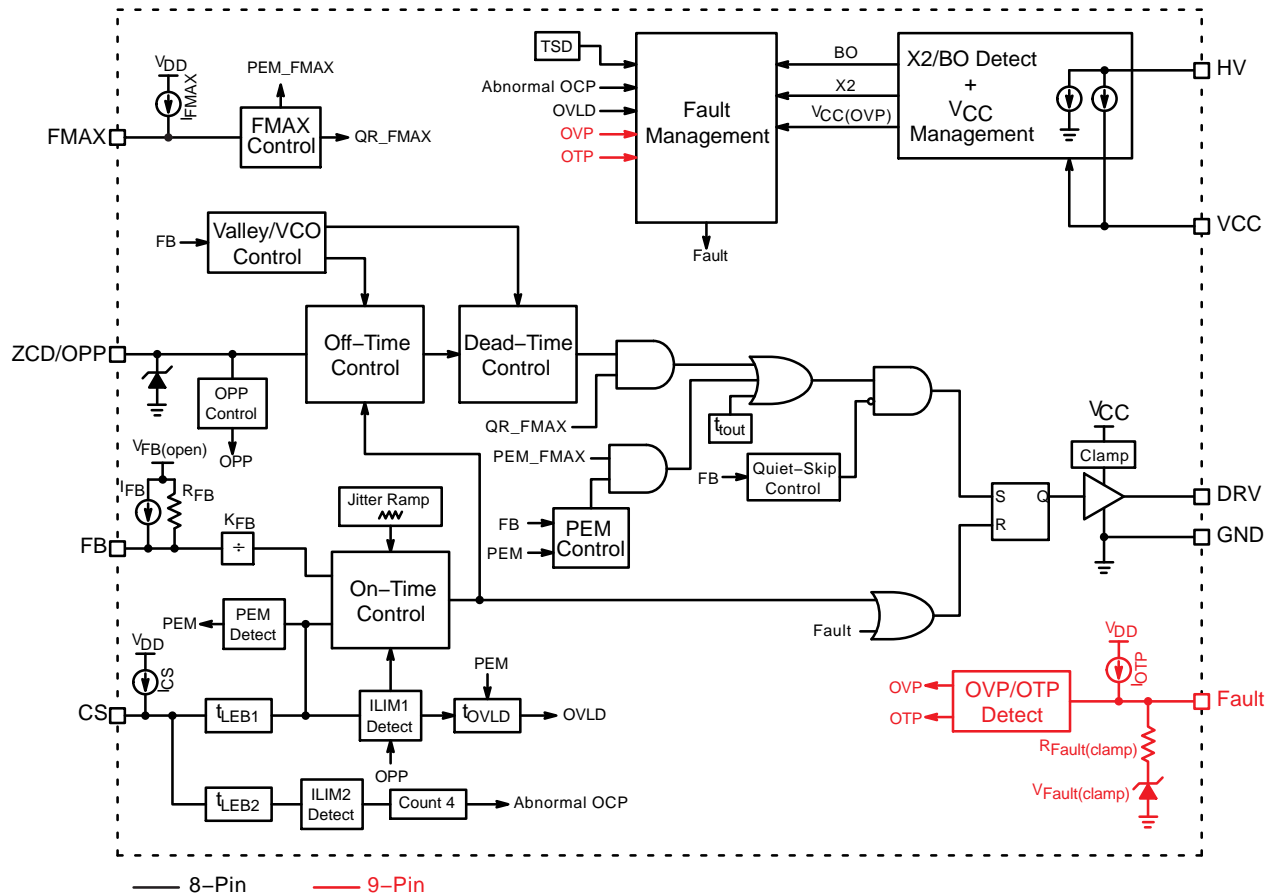 TSD
Abnormal OCP
OVLD
OVP
OTP
Fault
Management
Fault
BO
X2
VCC(OVP)
X2/BO Detect
+
VCC
Management
HV
VCC
VDD
IFMAX
PEM_FMAX
FMAX
FMAX
Control
QR_FMAX
FB
Valley/VCO
Control
ZCD/OPP
Off−Time
Control
Dead−Time
Control
OPP
Control
OPP
QR_FMAX
ttout
PEM_FMAX
FB
Quiet−Skip
Control
FB
PEM
PEM
Control
VCC
Clamp
S
R
Q
DRV
GND
VFB(open)
IFB
RFB
FB
KFB
÷
Jitter Ramp
On−Time
Control
PEM
PEM
Detect
VDD
ICS
CS
tLEB1
ILIM1
Detect
OPP
PEM
tOVLD
OVLD
tLEB2
ILIM2
Detect
Count 4
Abnormal OCP
Fault
VDD
IOTP
OVP
OTP
OVP/OTP
Detect
Fault
RFault(clamp)
VFault(clamp)
8−Pin
9−Pin